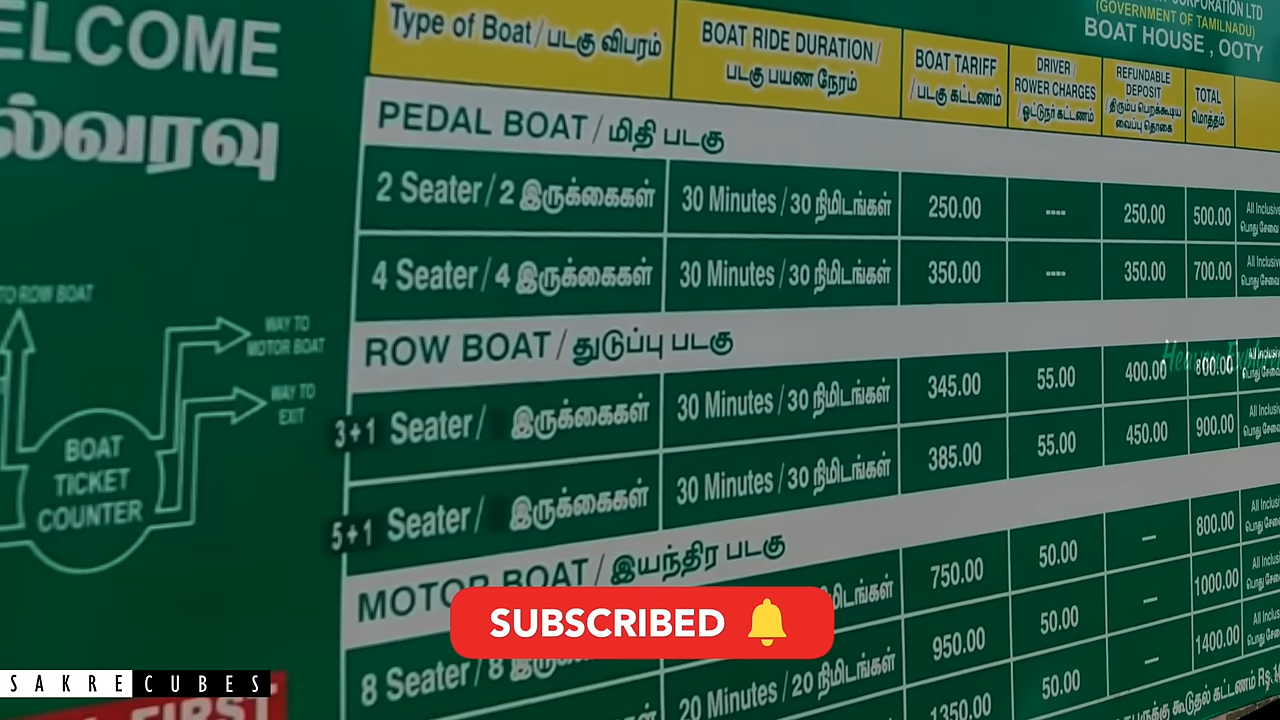 ELCOME
ல்வரவு
TO ROW BOAT
WAY TO
MOTOR BOAT
WAY TO
EXIT
BOAT
TICKET
COUNTER
FIRST
CORPORATION LTD
(GOVERNMENT OF TAMILNADU)
BOAT HOUSE , OOTY
Type of Boat / படகு விபரம்
BOAT RIDE DURATION /
படகு பயண நேரம்
BOAT TARIFF
/ படகு கட்டணம்
DRIVER /
ROWER CHARGES
/ ஓட்டுநர் கட்டணம்
REFUNDABLE
DEPOSIT
/ திரும்ப பெறக்கூடிய
வைப்பு தொகை
TOTAL
மொத்தம்
PEDAL BOAT / மிதி படகு
2 Seater / 2 இருக்கைகள் 30 Minutes / 30 நிமிடங்கள் 250.00 ---- 250.00 500.00 All Inclusive
பொது சேவை
4 Seater / 4 இருக்கைகள் 30 Minutes / 30 நிமிடங்கள் 350.00 ---- 350.00 700.00 All Inclusive
பொது சேவை
ROW BOAT / துடுப்பு படகு
3+1 Seater / இருக்கைகள் 30 Minutes / 30 நிமிடங்கள் 345.00 55.00 400.00 800.00 All Inclusive
பொது சேவை
5+1 Seater / இருக்கைகள் 30 Minutes / 30 நிமிடங்கள் 385.00 55.00 450.00 900.00 All Inclusive
பொது சேவை
MOTOR BOAT / இயந்திர படகு
8 Seater / 8 750.00 50.00 — 800.00 All Inclus
பொது சேவை
20 Minutes / 20 நிமிடங்கள் 950.00 50.00 — 1000.00 All Inclus
பொது சேவை
1350.00 50.00 — 1400.00 All Inclus
பொது சேவை
கூடுதல் கட்டணம்
SUBSCRIBED
SAKRECUBES